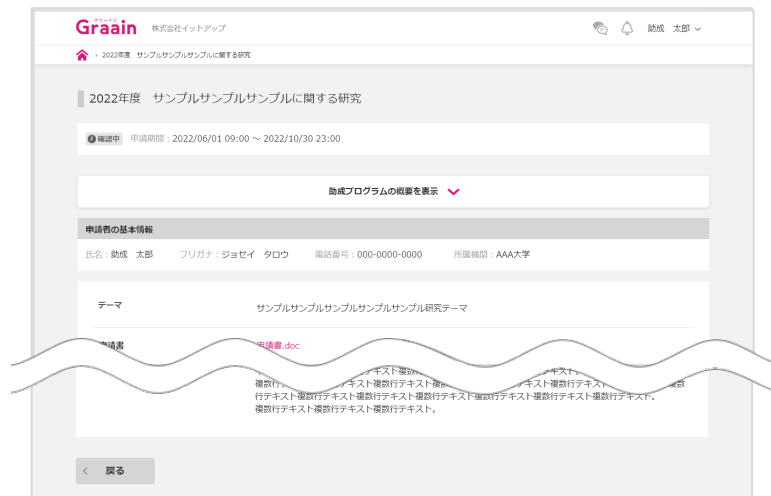 グラーイン
Graain 株式会社イットアップ 助成 太郎
2022年度 サンプルサンプルサンプルに関する研究
2022年度 サンプルサンプルサンプルに関する研究
確認中 申請期間：2022/06/01 09:00 ～ 2022/10/30 23:00
助成プログラムの概要を表示
申請者の基本情報
氏名：助成 太郎 フリガナ：ジョセイ タロウ 電話番号：000-0000-0000 所属機関：AAA大学
テーマ サンプルサンプルサンプルサンプルサンプル研究テーマ
申請書 申請書.doc
行テキスト複数行テキスト複数行テキスト複数行テキスト複数行テキスト複数行テキスト。
複数行テキスト複数行テキスト複数行テキスト。
戻る